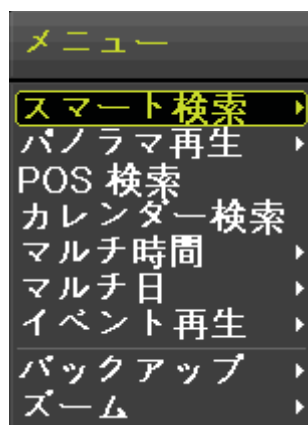 メニュー
スマート検索
パノラマ再生
POS 検索
カレンダー検索
マルチ時間
マルチ日
イベント再生
バックアップ
ズーム